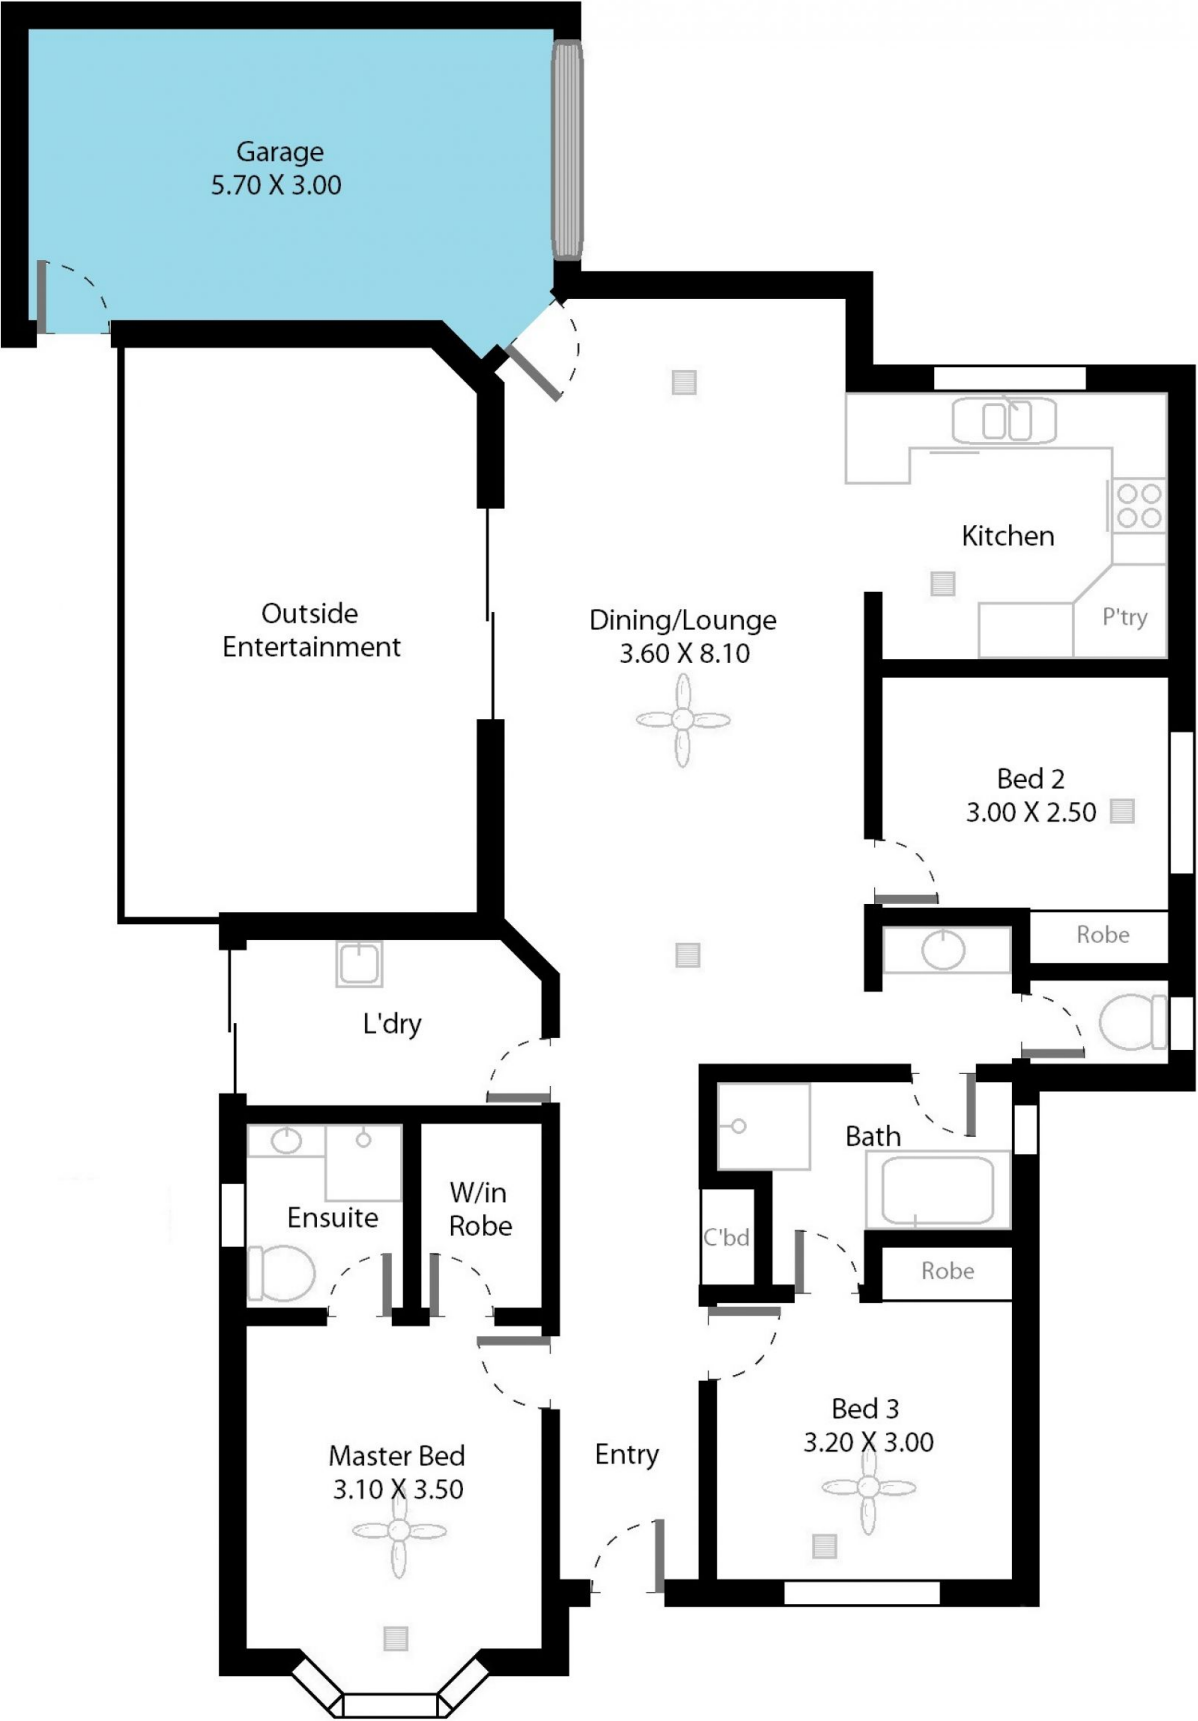 Garage
5.70 X 3.00
Kitchen
P'try
Outside
Entertainment
Dining/Lounge
3.60 X 8.10
Bed 2
3.00 X 2.50
Robe
L'dry
Bath
W/in
Robe
Ensuite
C'bd
Robe
Bed 3
3.20 X 3.00
Entry
Master Bed
3.10 X 3.50